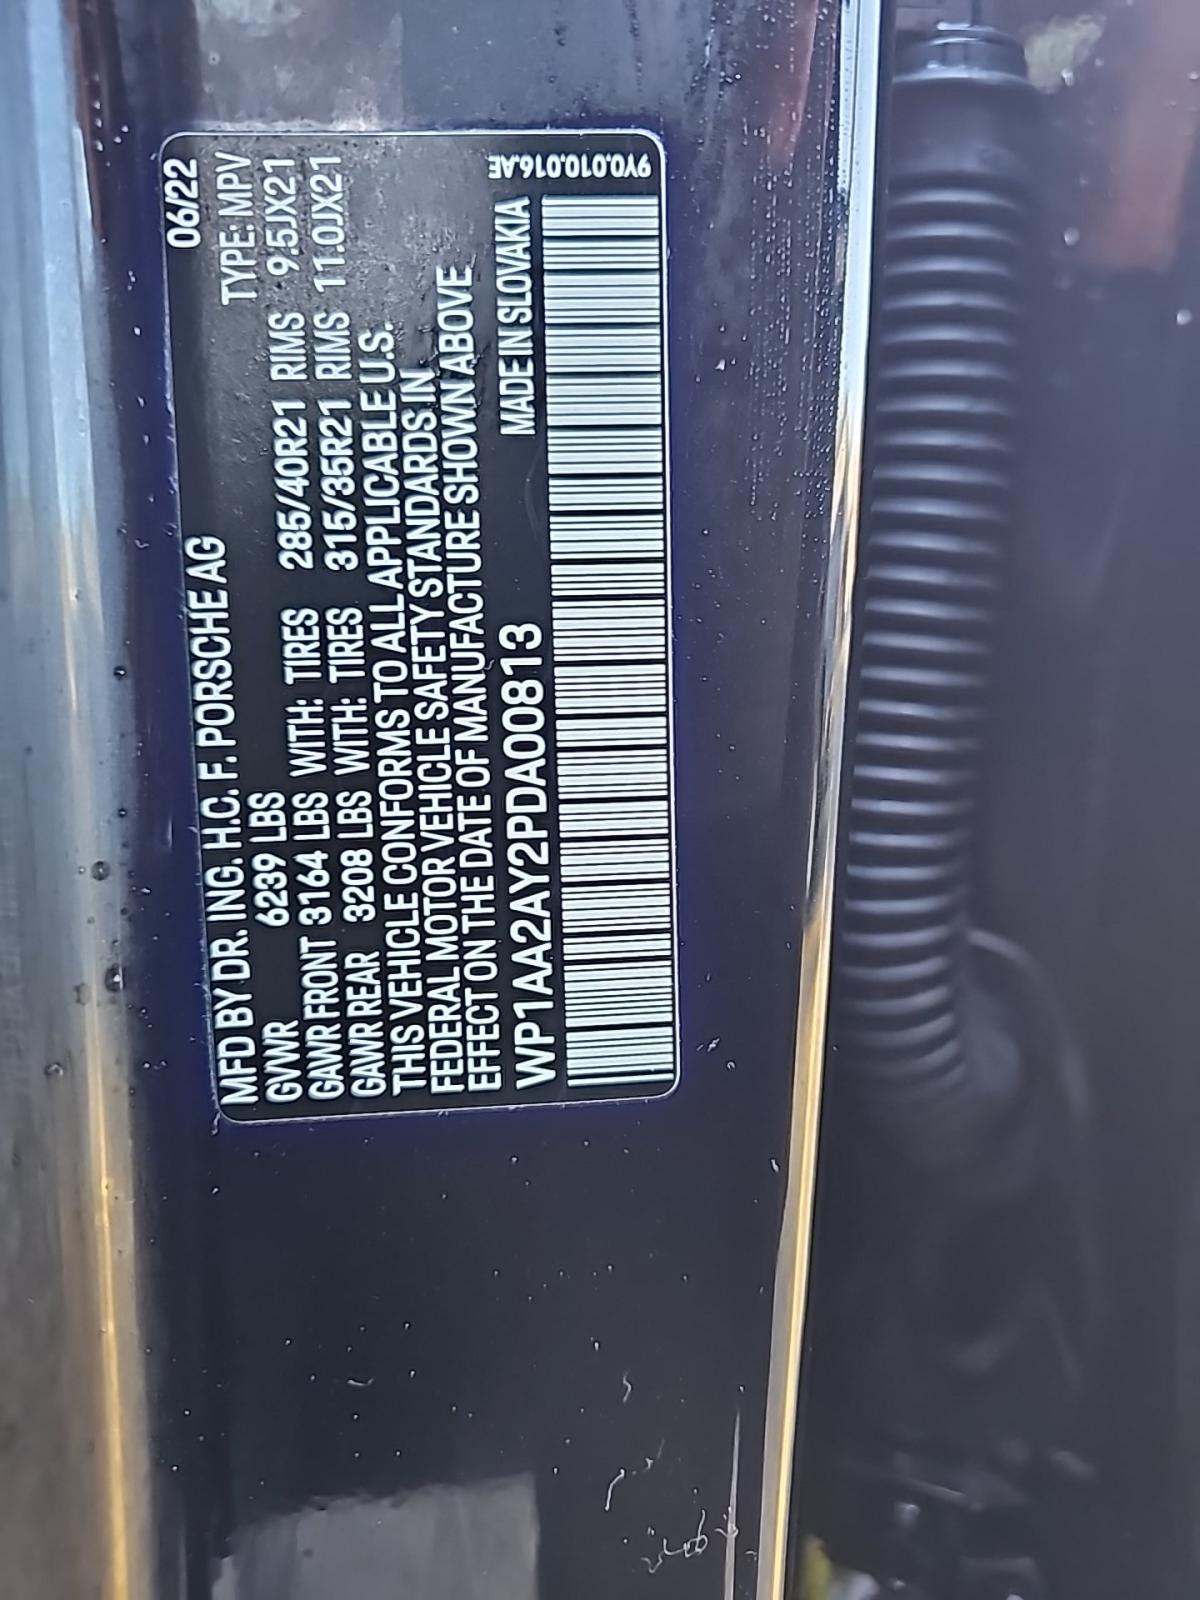 MFD BY DR. ING. H.C. F. PORSCHE AG 06/22
GVWR 6239 LBS TYPE: MPV
GAWR FRONT 3164 LBS WITH: TIRES 285/40R21 RIMS 9.5JX21
GAWR REAR 3208 LBS WITH: TIRES 315/35R21 RIMS 11.0JX21
THIS VEHICLE CONFORMS TO ALL APPLICABLE U.S.
FEDERAL MOTOR VEHICLE SAFETY STANDARDS IN
EFFECT ON THE DATE OF MANUFACTURE SHOWN ABOVE
WP1AA2AY2PDA00813 MADE IN SLOVAKIA
9Y0.010.016.AE